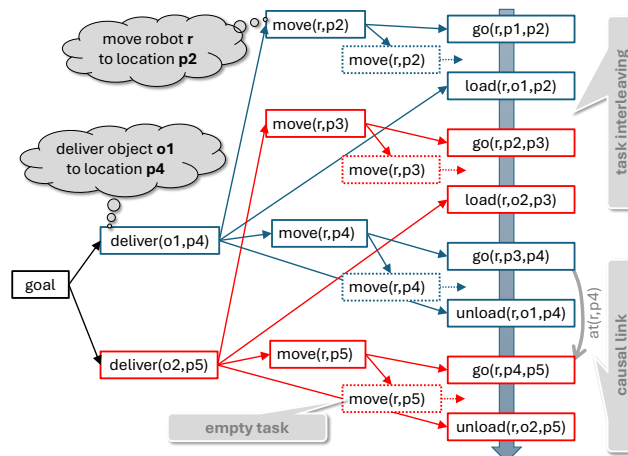 move robot r
to location p2
move(r,p2)
go(r,p1,p2)
move(r,p2)
load(r,o1,p2)
task interleaving
deliver object o1
to location p4
move(r,p3)
go(r,p2,p3)
move(r,p3)
load(r,o2,p3)
deliver(o1,p4)
move(r,p4)
go(r,p3,p4)
goal
move(r,p4)
at(r,p4)
unload(r,o1,p4)
causal link
deliver(o2,p5)
move(r,p5)
go(r,p4,p5)
move(r,p5)
empty task
unload(r,o2,p5)